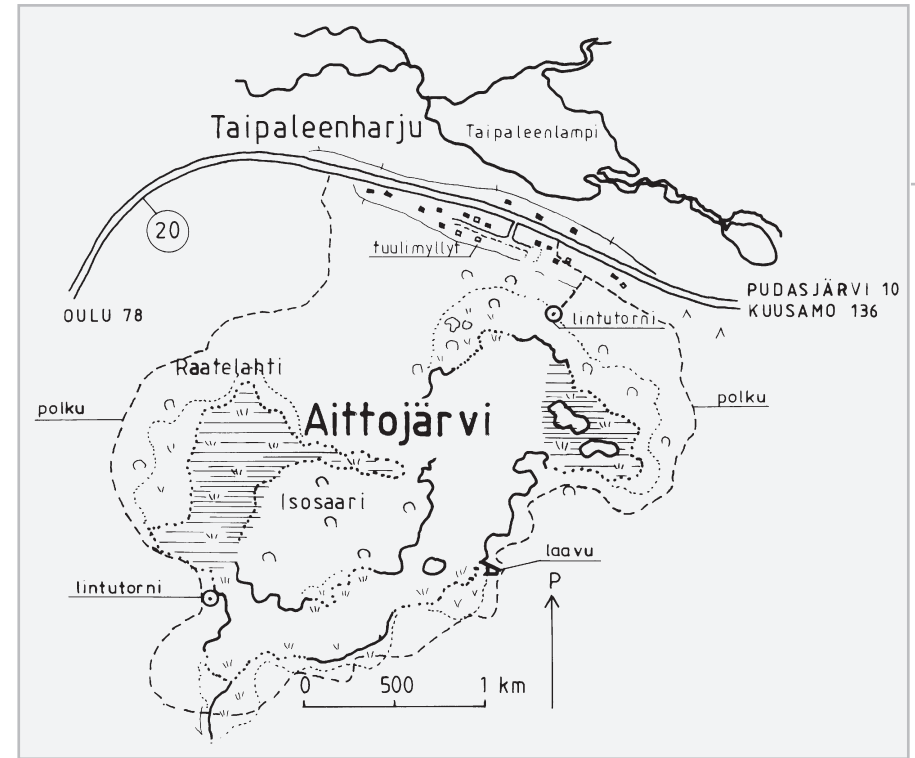 Taipaleenharju
Taipaleenlampi
20
tuulimyllyt
OULU 78
PUDASJÄRVI 10
KUUSAMO 136
lintutorni
Raatelahti
polku
Aittojärvi
polku
Isosaari
laavu
lintutorni
P
0 500 1 km